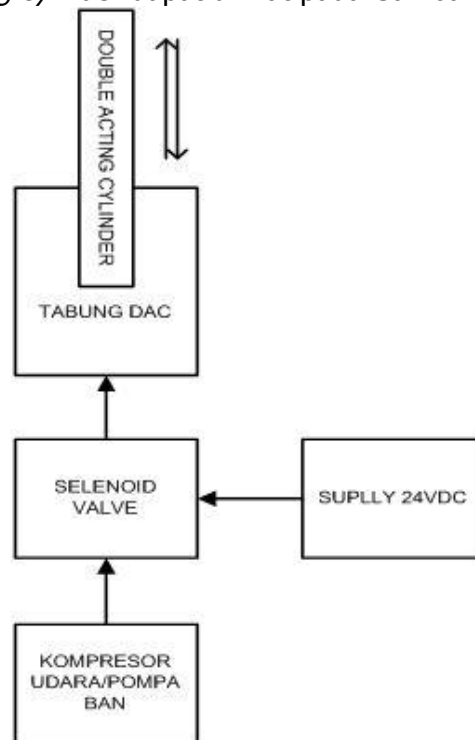 DOUBLE ACTING CYLINDER
TABUNG DAC
SELENOID
VALVE
SUPLLY 24VDC
KOMPRESOR
UDARA/POMPA
BAN